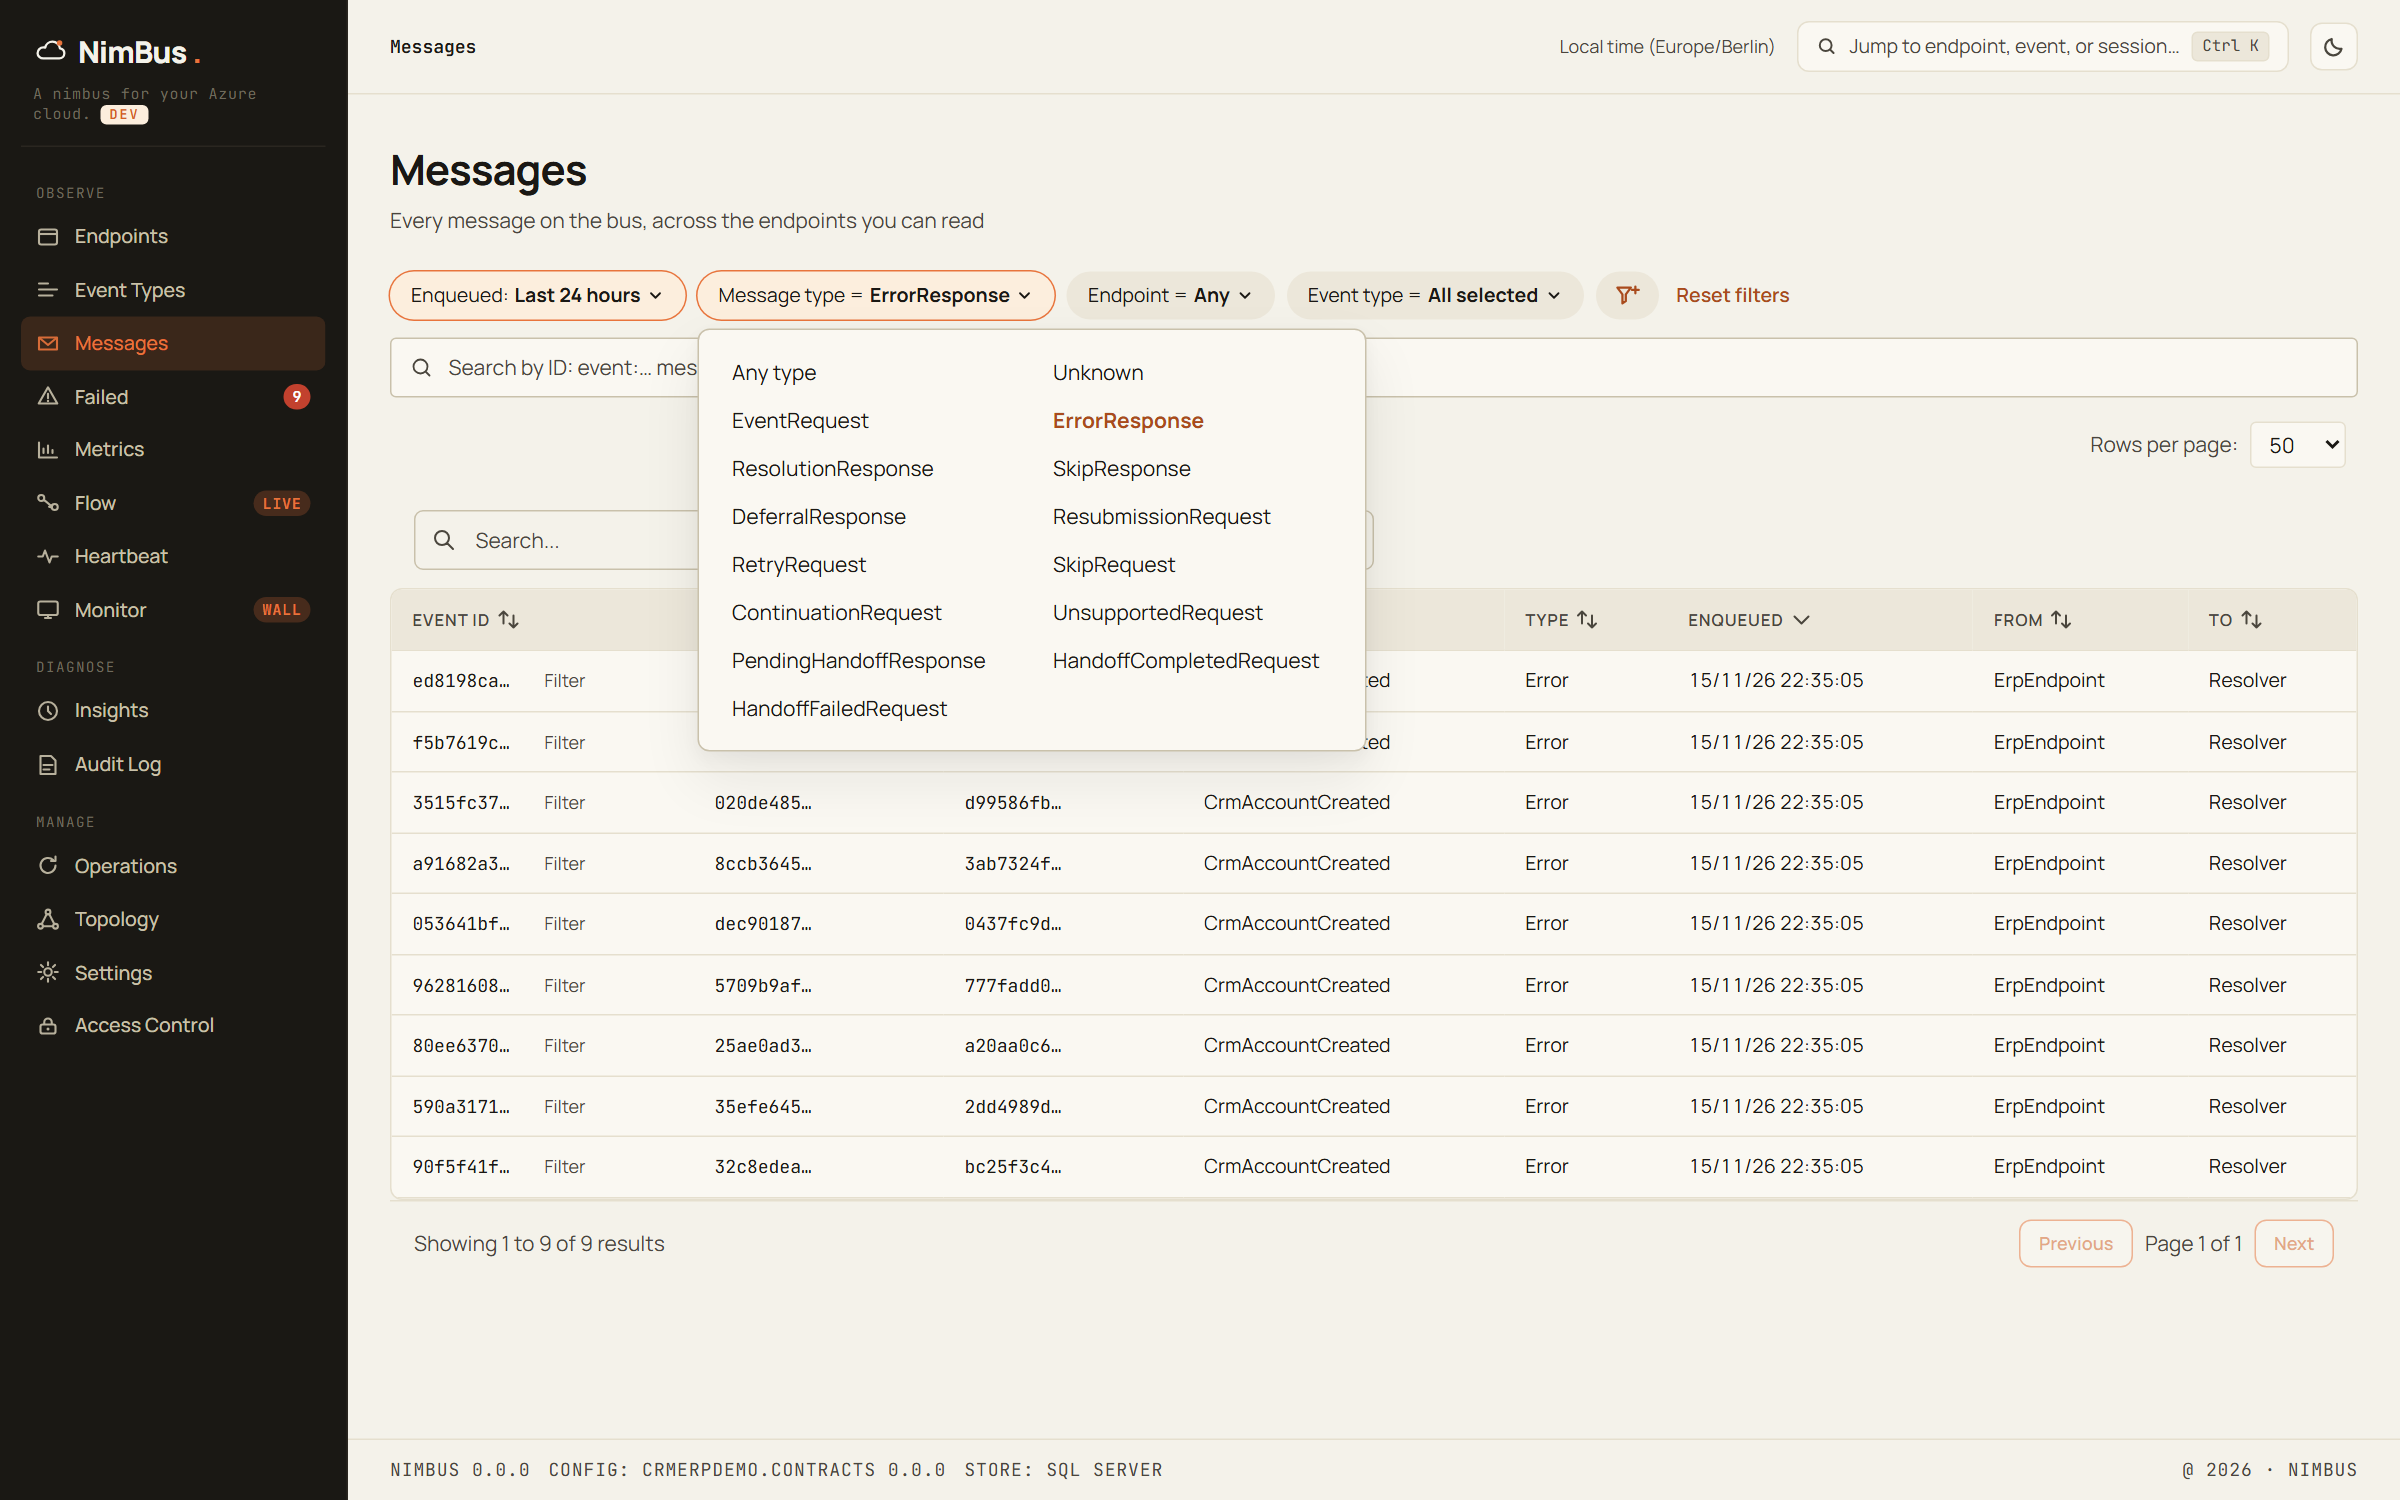 NimBus.
A nimbus for your Azure
cloud. DEV
OBSERVE
Endpoints
Event Types
Messages
Failed 9
Metrics
Flow LIVE
Heartbeat
Monitor WALL
DIAGNOSE
Insights
Audit Log
MANAGE
Operations
Topology
Settings
Access Control
Messages
Local time (Europe/Berlin)
Jump to endpoint, event, or session... Ctrl K
Messages
Every message on the bus, across the endpoints you can read
Enqueued: Last 24 hours
Message type = ErrorResponse
Endpoint = Any
Event type = All selected
Reset filters
Search by ID: event:... mes
Any type Unknown
EventRequest ErrorResponse
ResolutionResponse SkipResponse
DeferralResponse ResubmissionRequest
RetryRequest SkipRequest
ContinuationRequest UnsupportedRequest
PendingHandoffResponse HandoffCompletedRequest
HandoffFailedRequest
Rows per page: 50
Search...
EVENT ID TYPE ENQUEUED FROM TO
ed8198ca… Filter ted Error 15/11/26 22:35:05 ErpEndpoint Resolver
f5b7619c… Filter ted Error 15/11/26 22:35:05 ErpEndpoint Resolver
3515fc37… Filter 020de485… d99586fb… CrmAccountCreated Error 15/11/26 22:35:05 ErpEndpoint Resolver
a91682a3… Filter 8ccb3645… 3ab7324f… CrmAccountCreated Error 15/11/26 22:35:05 ErpEndpoint Resolver
053641bf… Filter dec90187… 0437fc9d… CrmAccountCreated Error 15/11/26 22:35:05 ErpEndpoint Resolver
96281608… Filter 5709b9af… 777fadd0… CrmAccountCreated Error 15/11/26 22:35:05 ErpEndpoint Resolver
80ee6370… Filter 25ae0ad3… a20aa0c6… CrmAccountCreated Error 15/11/26 22:35:05 ErpEndpoint Resolver
590a3171… Filter 35efe645… 2dd4989d… CrmAccountCreated Error 15/11/26 22:35:05 ErpEndpoint Resolver
90f5f41f… Filter 32c8edea… bc25f3c4… CrmAccountCreated Error 15/11/26 22:35:05 ErpEndpoint Resolver
Showing 1 to 9 of 9 results
Previous Page 1 of 1 Next
NIMBUS 0.0.0 CONFIG: CRMERPDEMO.CONTRACTS 0.0.0 STORE: SQL SERVER
@ 2026 · NIMBUS